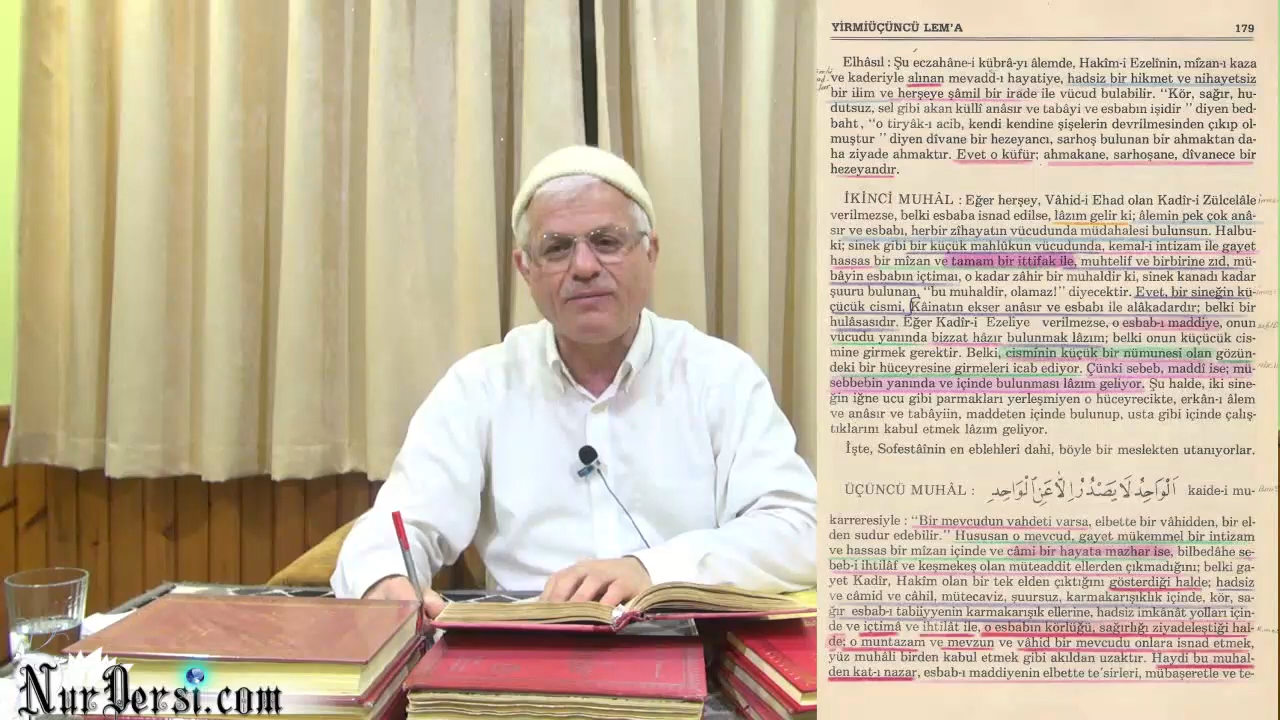 YİRMİÜÇÜNCÜ LEM'A 179
Elhâsıl : Şu eczahâne-i kübra-yı âlemde, Hakîm-i Ezelînin, mîzan-ı kaza
ve kaderiyle alınan mevadd-ı hayatiye, hadsiz bir hikmet ve nihayetsiz
bir ilim ve herşeye şâmil bir irade ile vücud bulabilir. "Kör, sağır, hu-
dutsuz, sel gibi akan küllî anâsır ve tabâyi ve esbabın işidir" diyen bed-
baht, "o tiryâk-ı acib, kendi kendine şişelerin devrilmesinden çıkıp ol-
muştur" diyen dîvane bir hezeyancı, sarhoş bulunan bir ahmaktan da-
ha ziyade ahmaktır. Evet o küfür; ahmakane, sarhoşane, dîvanece bir
hezeyandır.
İKİNCİ MUHÂL : Eğer herşey, Vâhid-i Ehad olan Kadîr-i Zülcelâle
verilmezse, belki esbaba isnad edilse, lâzım gelir ki; âlemin pek çok anâ-
sır ve esbabı, herbir zîhayatın vücudunda müdahalesi bulunsun. Halbu-
ki; sinek gibi bir küçük mahlûkun vücudunda, kemâl-i intizam ile gayet
hassas bir mîzan ve tamam bir ittifak ile, muhtelif ve birbirine zıd, mü-
bâyin esbabın içtimaı, o kadar zâhir bir muhaldir ki, sinek kanadı kadar
şuuru bulunan, "bu muhaldir, olamaz!" diyecektir. Evet, bir sineğin kü-
çücük cismi, Kâinatın ekser anâsır ve esbabı ile alâkadardır; belki bir
hulâsasıdır. Eğer Kadîr-i Ezeliye verilmezse, o esbab-ı maddiye, onun
vücudu yanında bizzat hâzır bulunmak lâzım; belki onun küçücük cis-
mine girmek gerektir. Belki, cisminin küçük bir nümunesi olan gözün-
deki bir hüceyresine girmeleri icab ediyor. Çünki sebeb, maddî ise; mü-
sebbebin yanında ve içinde bulunması lâzım geliyor. Şu halde, iki sine-
ğin iğne ucu gibi parmakları yerleşmiyen o hüceyrecikte, erkân-ı âlem
ve anâsır ve tabâyiin, maddeten içinde bulunup, usta gibi içinde çalış-
tıklarını kabul etmek lâzım geliyor.
İşte, Sofestâînin en eblehleri dahi, böyle bir meslekten utanıyorlar.
ÜÇÜNCÜ MUHÂL : اَلْوَاحِدُ لَا يَصْدُرُ اِلَّا عَنِ الْوَاحِدِ kaide-i mu-
karreresiyle : "Bir mevcudun vahdeti varsa, elbette bir vâhidden, bir el-
den sudur edebilir." Hususan o mevcud, gayet mükemmel bir intizam
ve hassas bir mîzan içinde ve câmi bir hayata mazhar ise, bilbedâhe se-
beb-i ihtilâf ve keşmekeş olan müteaddit ellerden çıkmadığını; belki ga-
yet Kadîr, Hakîm olan bir tek elden çıktığını gösterdiği halde; hadsiz
ve câmid ve câhil, mütecaviz, şuursuz, karmakarışıklık içinde, kör, sa-
ğır esbab-ı tabiiyyenin karmakarışık ellerine, hadsiz imkânât yolları için-
de ve içtimâ ve ihtilât ile, o esbabın körlüğü, sağırlığı ziyadeleştiği hal-
de; o muntazam ve mevzun ve vâhid bir mevcudu onlara isnad etmek,
yüz muhâli birden kabul etmek gibi akıldan uzaktır. Haydi bu muhal-
den kat-ı nazar, esbab-ı maddiyenin elbette te'sirleri, mübaşeretle ve te-
NurDersi.com